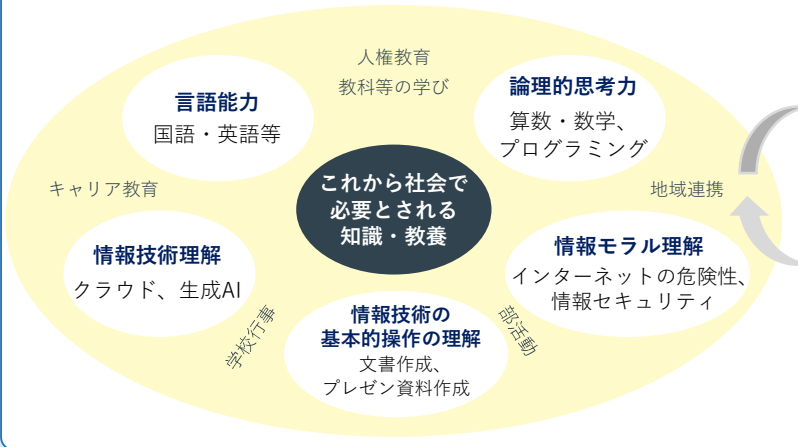 人権教育
教科等の学び
言語能力
国語・英語等
論理的思考力
算数・数学、
プログラミング
キャリア教育
これから社会で
必要とされる
知識・教養
地域連携
情報技術理解
クラウド、生成AI
情報モラル理解
インターネットの危険性、
情報セキュリティ
学校行事
情報技術の
基本的操作の理解
文書作成、
プレゼン資料作成
部活動